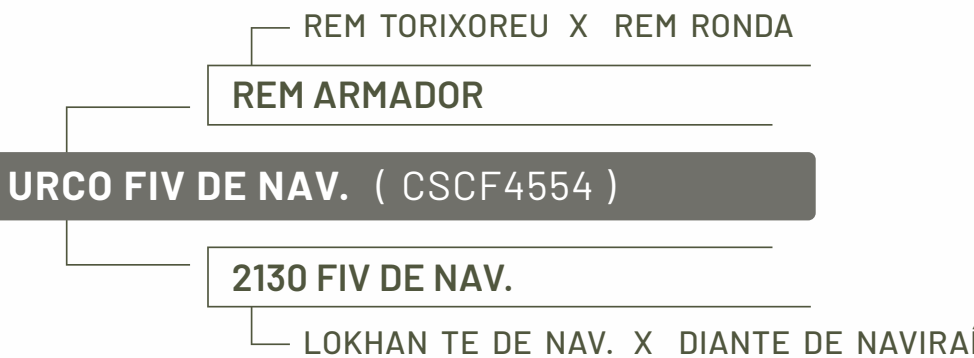 REM TORIXOREU X REM RONDA
REM ARMADOR
URCO FIV DE NAV. ( CSCF4554 )
2130 FIV DE NAV.
LOKHAN TE DE NAV. X DIANTE DE NAVIRAÍ